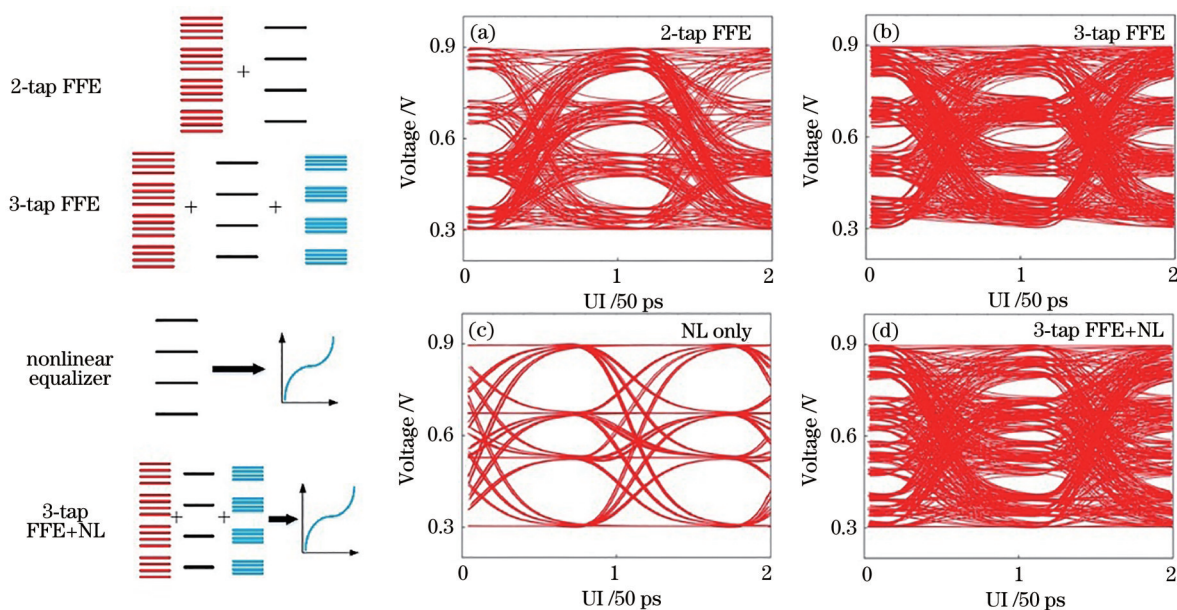 2-tap FFE
+
3-tap FFE
+
+
nonlinear
equalizer
3-tap
FFE+NL
+
+
(a)
2-tap FFE
Voltage /V
0.9
0.6
0.3
0
1
2
UI /50 ps
(b)
3-tap FFE
Voltage /V
0.9
0.6
0.3
0
1
2
UI /50 ps
(c)
NL only
Voltage /V
0.9
0.6
0.3
0
1
2
UI /50 ps
(d)
3-tap FFE+NL
Voltage /V
0.9
0.6
0.3
0
1
2
UI /50 ps